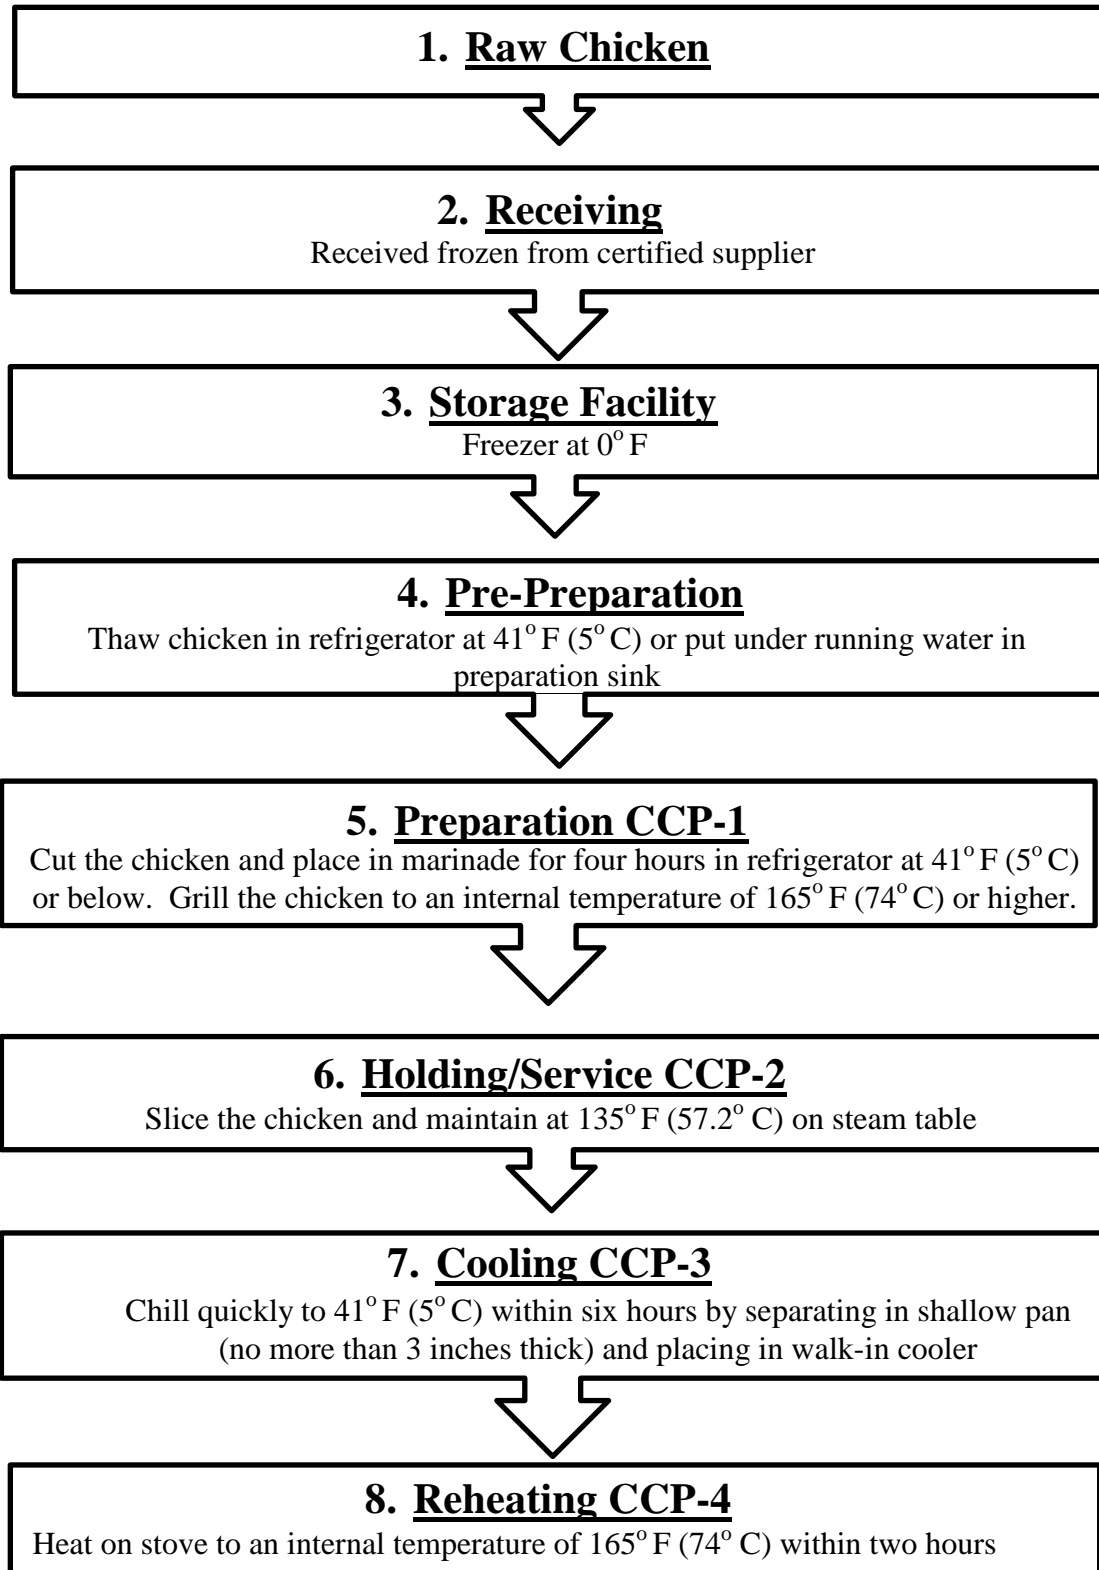 1. Raw Chicken
2. Receiving
Received frozen from certified supplier
3. Storage Facility
Freezer at 0° F
4. Pre-Preparation
Thaw chicken in refrigerator at 41° F (5° C) or put under running water in
preparation sink
5. Preparation CCP-1
Cut the chicken and place in marinade for four hours in refrigerator at 41° F (5° C)
or below. Grill the chicken to an internal temperature of 165° F (74° C) or higher.
6. Holding/Service CCP-2
Slice the chicken and maintain at 135° F (57.2° C) on steam table
7. Cooling CCP-3
Chill quickly to 41° F (5° C) within six hours by separating in shallow pan
(no more than 3 inches thick) and placing in walk-in cooler
8. Reheating CCP-4
Heat on stove to an internal temperature of 165° F (74° C) within two hours